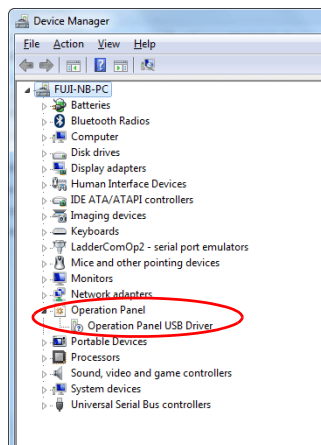 Device Manager
File Action View Help
FUJI-NB-PC
Batteries
Bluetooth Radios
Computer
Disk drives
Display adapters
Human Interface Devices
IDE ATA/ATAPI controllers
Imaging devices
Keyboards
LadderComOp2 - serial port emulators
Mice and other pointing devices
Monitors
Network adapters
Operation Panel
Operation Panel USB Driver
Portable Devices
Processors
Sound, video and game controllers
System devices
Universal Serial Bus controllers